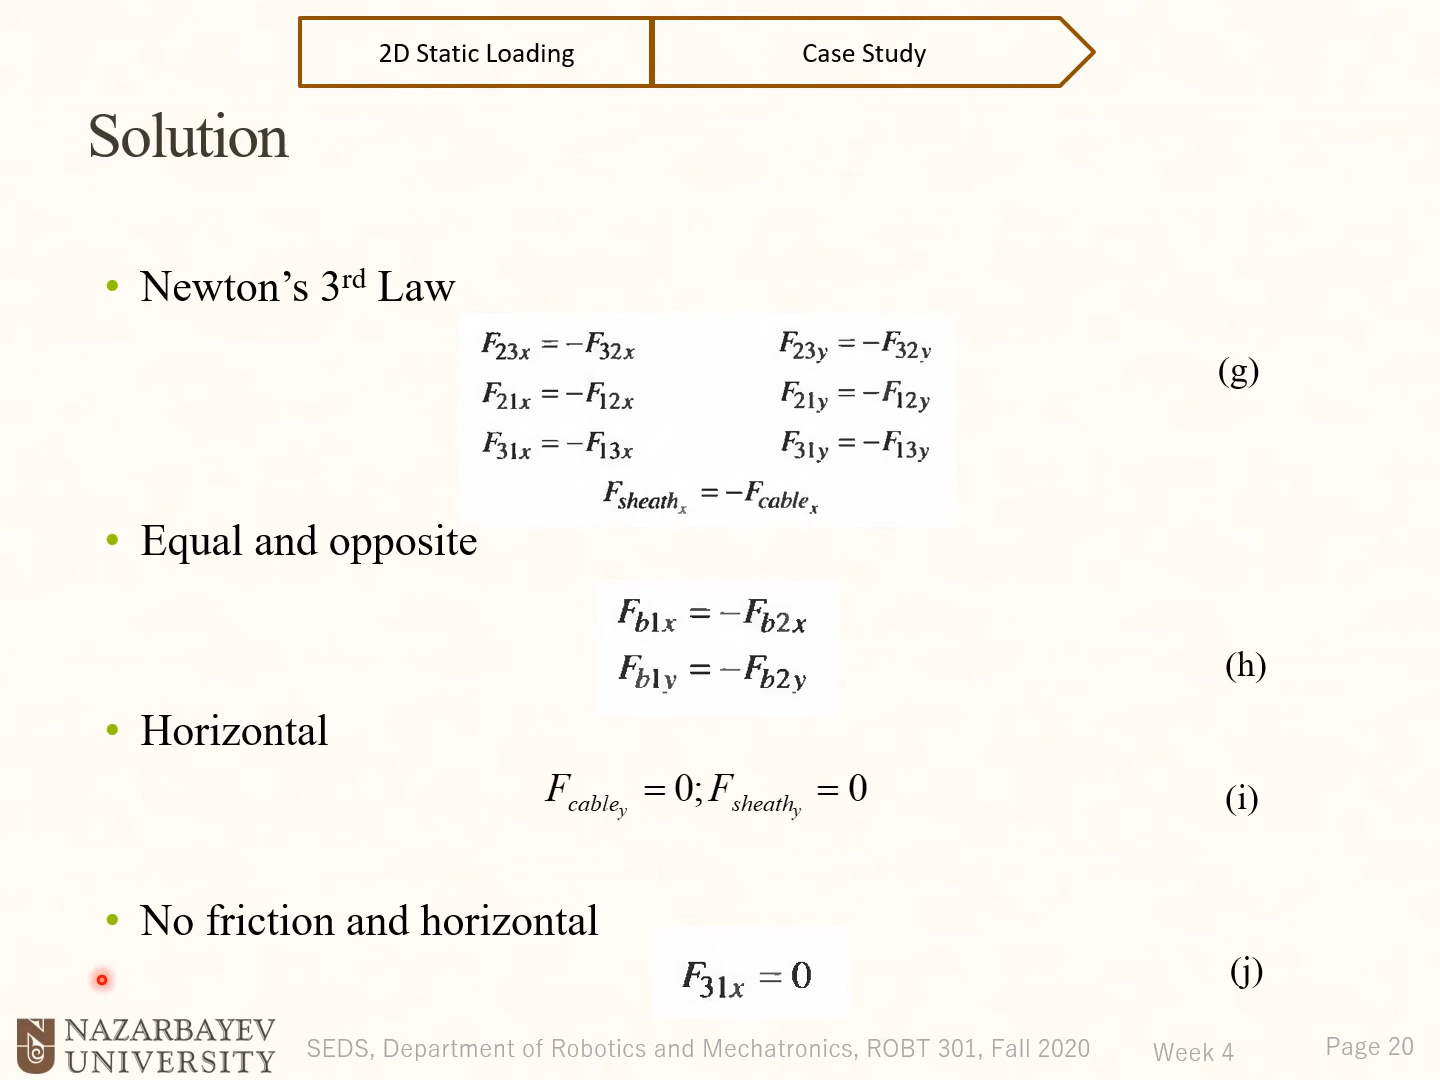 2D Static Loading Case Study
Solution
• Newton’s 3rd Law
F23x = −F32x F23y = −F32y
(g)
F21x = −F12x F21y = −F12y
F31x = −F13x F31y = −F13y
Fsheathx = −Fcablex
• Equal and opposite
Fb1x = −Fb2x
Fb1y = −Fb2y
(h)
• Horizontal
Fcabley = 0; Fsheathy = 0
(i)
• No friction and horizontal
F31x = 0
(j)
NAZARBAYEV
UNIVERSITY
SEDS, Department of Robotics and Mechatronics, ROBT 301, Fall 2020 Week 4 Page 20